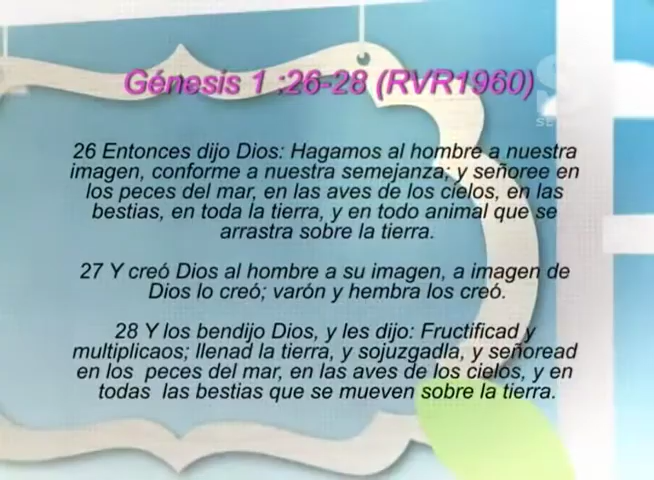 Génesis 1 :26-28 (RVR1960)
26 Entonces dijo Dios: Hagamos al hombre a nuestra
imagen, conforme a nuestra semejanza; y señoree en
los peces del mar, en las aves de los cielos, en las
bestias, en toda la tierra, y en todo animal que se
arrastra sobre la tierra.
27 Y creó Dios al hombre a su imagen, a imagen de
Dios lo creó; varón y hembra los creó.
28 Y los bendijo Dios, y les dijo: Fructificad y
multiplicaos; llenad la tierra, y sojuzgadla, y señoread
en los peces del mar, en las aves de los cielos, y en
todas las bestias que se mueven sobre la tierra.